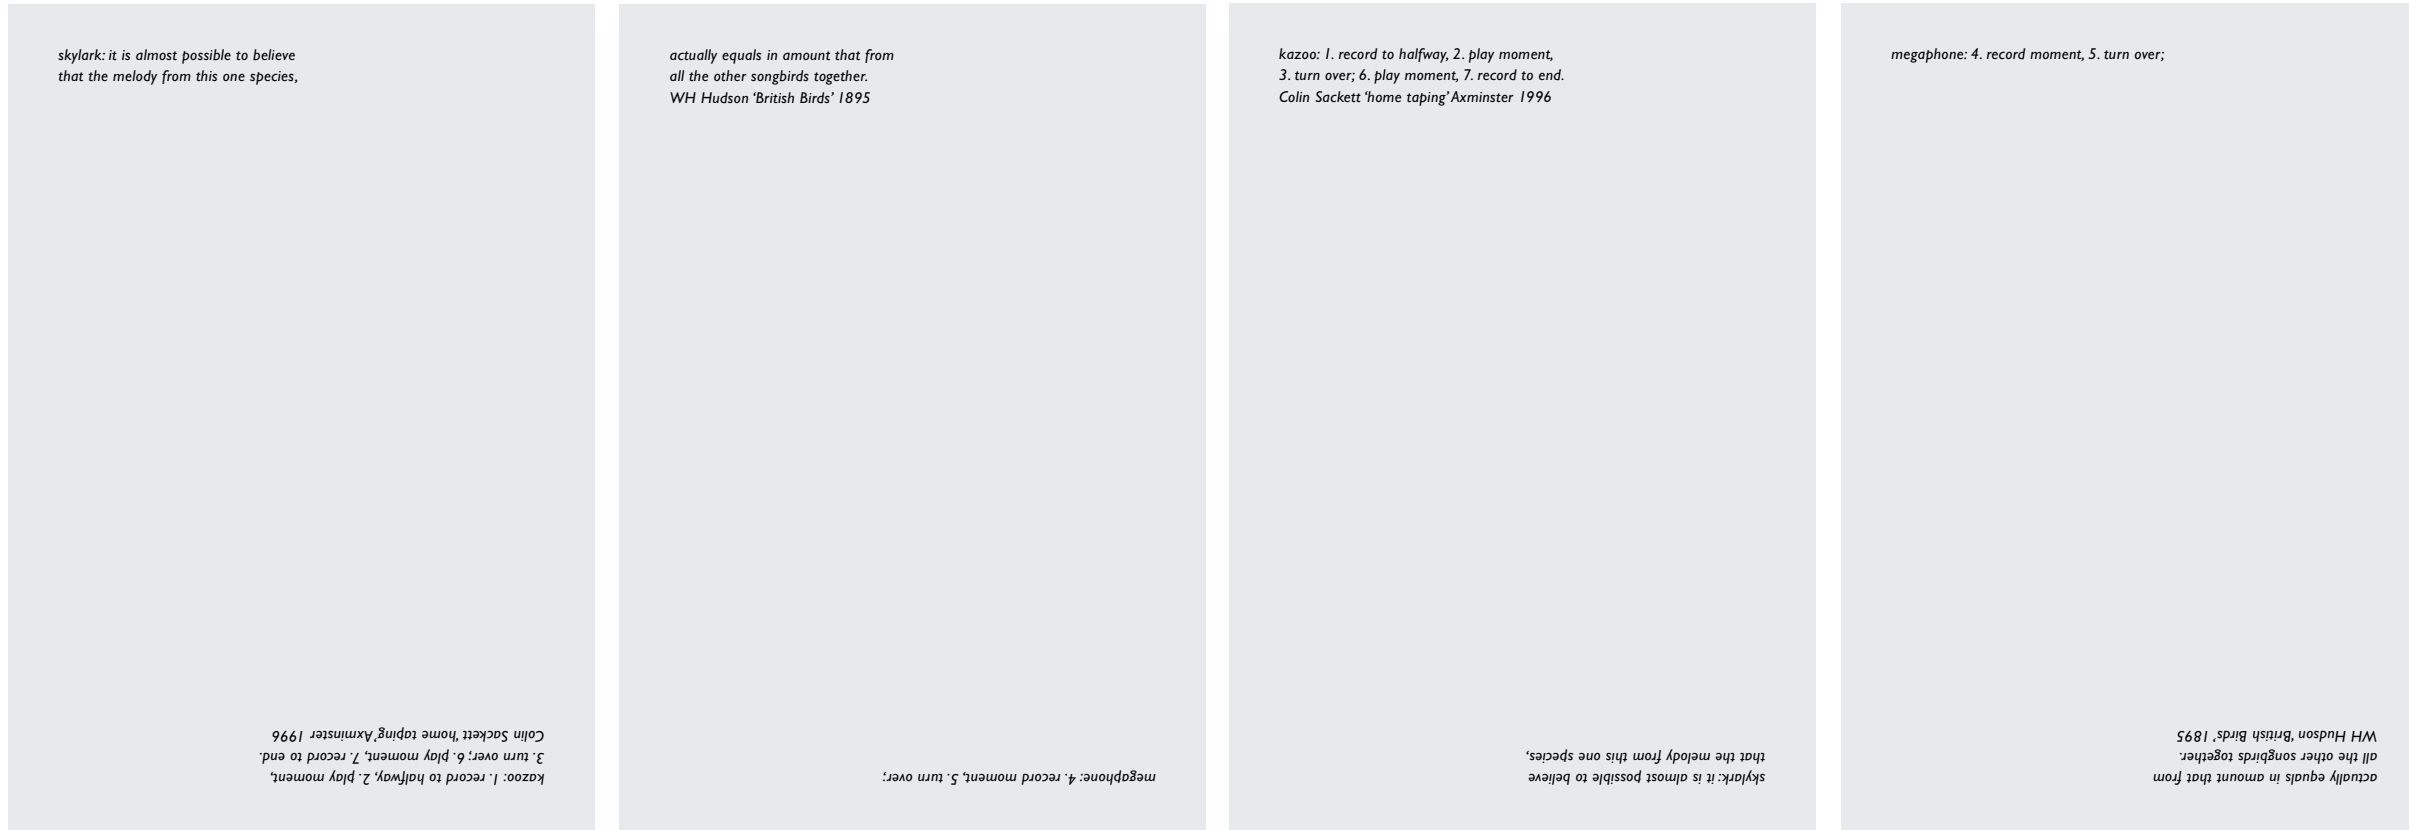 skylark: it is almost possible to believe
that the melody from this one species,
kazoo: 1. record to halfway, 2. play moment,
3. turn over; 6. play moment, 7. record to end.
Colin Sackett ‘home taping’ Axminster 1996
actually equals in amount that from
all the other songbirds together.
WH Hudson ‘British Birds’ 1895
megaphone: 4. record moment, 5. turn over;
kazoo: 1. record to halfway, 2. play moment,
3. turn over; 6. play moment, 7. record to end.
Colin Sackett ‘home taping’ Axminster 1996
skylark: it is almost possible to believe
that the melody from this one species,
megaphone: 4. record moment, 5. turn over;
actually equals in amount that from
all the other songbirds together.
WH Hudson ‘British Birds’ 1895